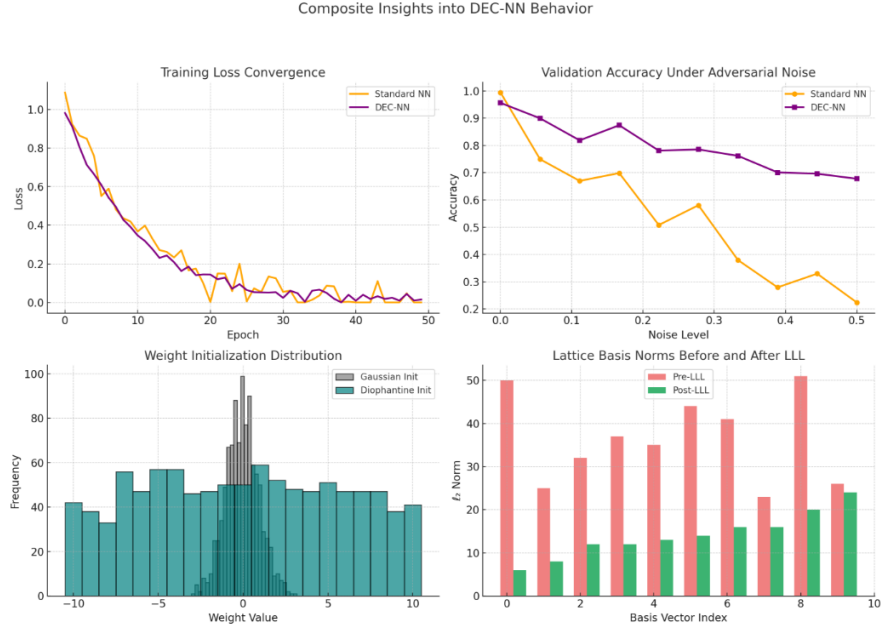 Composite Insights into DEC-NN Behavior
Training Loss Convergence
Standard NN
DEC-NN
1.0
0.8
0.6
0.4
0.2
0.0
Loss
0
10
20
30
40
50
Epoch
Validation Accuracy Under Adversarial Noise
Standard NN
DEC-NN
1.0
0.9
0.8
0.7
0.6
0.5
0.4
0.3
0.2
Accuracy
0.0
0.1
0.2
0.3
0.4
0.5
Noise Level
Weight Initialization Distribution
Gaussian Init
Diophantine Init
100
80
60
40
20
0
Frequency
−10
−5
0
5
10
Weight Value
Lattice Basis Norms Before and After LLL
Pre-LLL
Post-LLL
50
40
30
20
10
0
ℓ₂ Norm
0
2
4
6
8
10
Basis Vector Index